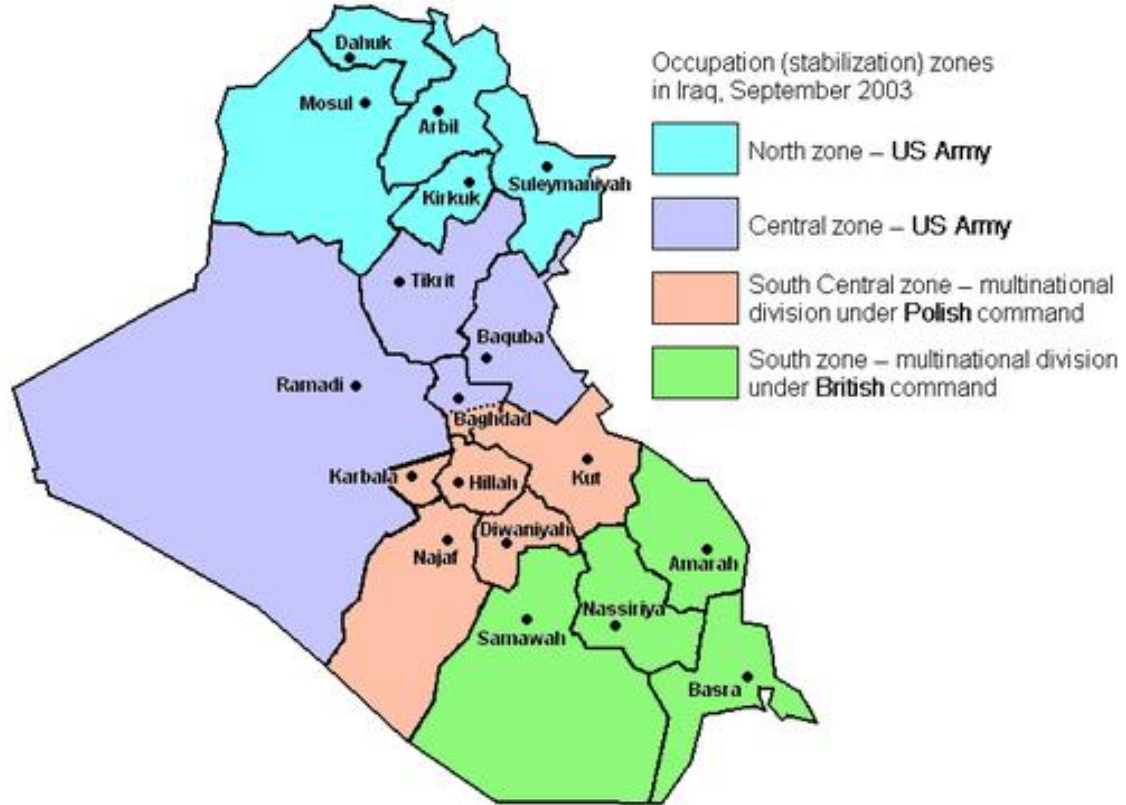 Occupation (stabilization) zones
in Iraq, September 2003
North zone – US Army
Central zone – US Army
South Central zone – multinational
division under Polish command
South zone – multinational division
under British command
Dahuk
Mosul
Arbil
Suleymaniyah
Kirkuk
Tikrit
Baquba
Ramadi
Baghdad
Karbala
Hillah
Kut
Diwaniyah
Najaf
Amarah
Nassiriya
Samawah
Basra